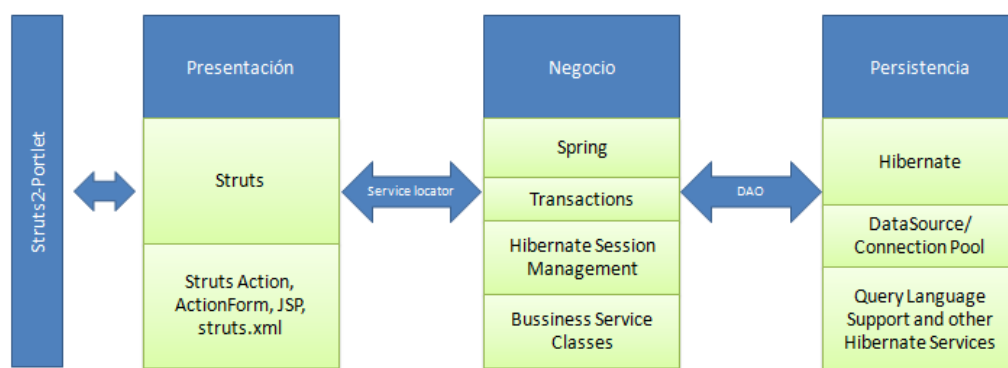 Struts2-Portlet
Presentación
Struts
Struts Action,
ActionForm, JSP,
struts.xml
Service locator
Negocio
Spring
Transactions
Hibernate Session
Management
Bussiness Service
Classes
DAO
Persistencia
Hibernate
DataSource/
Connection Pool
Query Language
Support and other
Hibernate Services